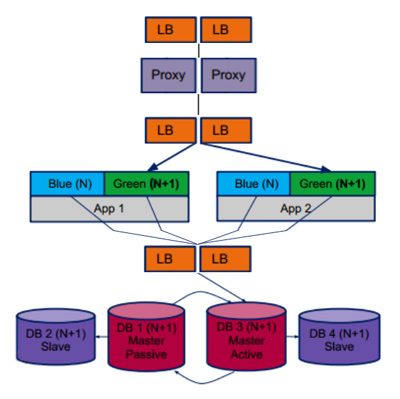 LB LB
Proxy Proxy
LB LB
Blue (N) Green (N+1) Blue (N) Green (N+1)
App 1 App 2
LB LB
DB 2 (N+1)
Slave
DB 1 (N+1)
Master
Passive
DB 3 (N+1)
Master
Active
DB 4 (N+1)
Slave